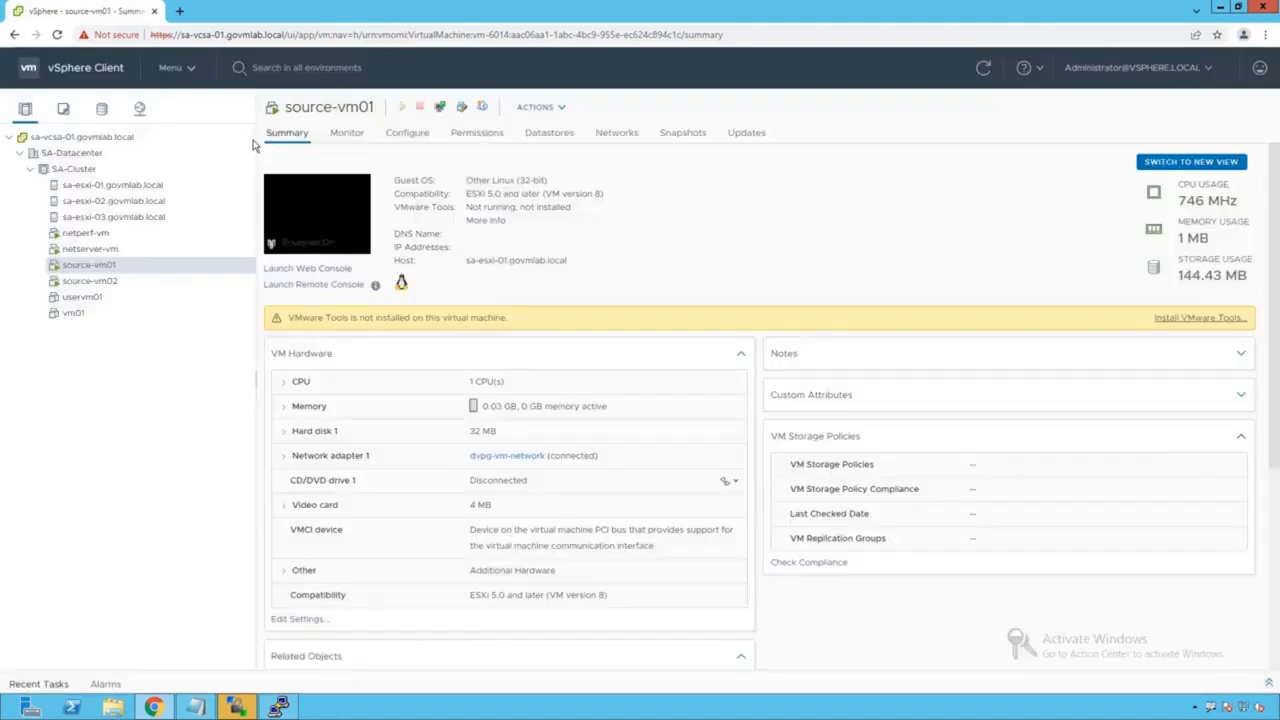 vSphere - source-vm01 - Summa
Not secure
https://sa-vcsa-01.govmlab.local/ui/app/vm;nav=h/urn:vmomi:VirtualMachine:vm-6014:aac06aa1-1abc-4bc9-955e-ec624c894c1c/summary
vm
vSphere Client
Menu
Search in all environments
Administrator@VSPHERE.LOCAL
source-vm01
ACTIONS
Summary
Monitor
Configure
Permissions
Datastores
Networks
Snapshots
Updates
sa-vcsa-01.govmlab.local
SA-Datacenter
SA-Cluster
sa-esxi-01.govmlab.local
sa-esxi-02.govmlab.local
sa-esxi-03.govmlab.local
netperf-vm
netserver-vm
source-vm01
source-vm02
uservm01
vm01
SWITCH TO NEW VIEW
Powered On
Launch Web Console
Launch Remote Console
Guest OS: Other Linux (32-bit)
Compatibility: ESXi 5.0 and later (VM version 8)
VMware Tools: Not running, not installed
More info
DNS Name:
IP Addresses:
Host: sa-esxi-01.govmlab.local
CPU USAGE
746 MHz
MEMORY USAGE
1 MB
STORAGE USAGE
144.43 MB
VMware Tools is not installed on this virtual machine.
Install VMware Tools...
VM Hardware
CPU 1 CPU(s)
Memory 0.03 GB, 0 GB memory active
Hard disk 1 32 MB
Network adapter 1 dvpg-vm-network (connected)
CD/DVD drive 1 Disconnected
Video card 4 MB
VMCI device Device on the virtual machine PCI bus that provides support for
the virtual machine communication interface
Other Additional Hardware
Compatibility ESXi 5.0 and later (VM version 8)
Edit Settings...
Related Objects
Notes
Custom Attributes
VM Storage Policies
VM Storage Policies --
VM Storage Policy Compliance --
Last Checked Date --
VM Replication Groups --
Check Compliance
Activate Windows
Go to Action Center to activate Windows.
Recent Tasks
Alarms